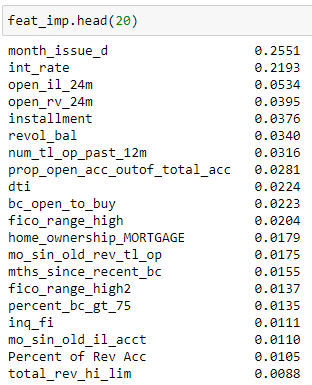 feat_imp.head(20)
month_issue_d 0.2551
int_rate 0.2193
open_il_24m 0.0534
open_rv_24m 0.0395
installment 0.0376
revol_bal 0.0340
num_tl_op_past_12m 0.0316
prop_open_acc_outof_total_acc 0.0281
dti 0.0224
bc_open_to_buy 0.0223
fico_range_high 0.0204
home_ownership_MORTGAGE 0.0179
mo_sin_old_rev_tl_op 0.0175
mths_since_recent_bc 0.0155
fico_range_high2 0.0137
percent_bc_gt_75 0.0135
inq_fi 0.0111
mo_sin_old_il_acct 0.0110
Percent of Rev Acc 0.0105
total_rev_hi_lim 0.0088